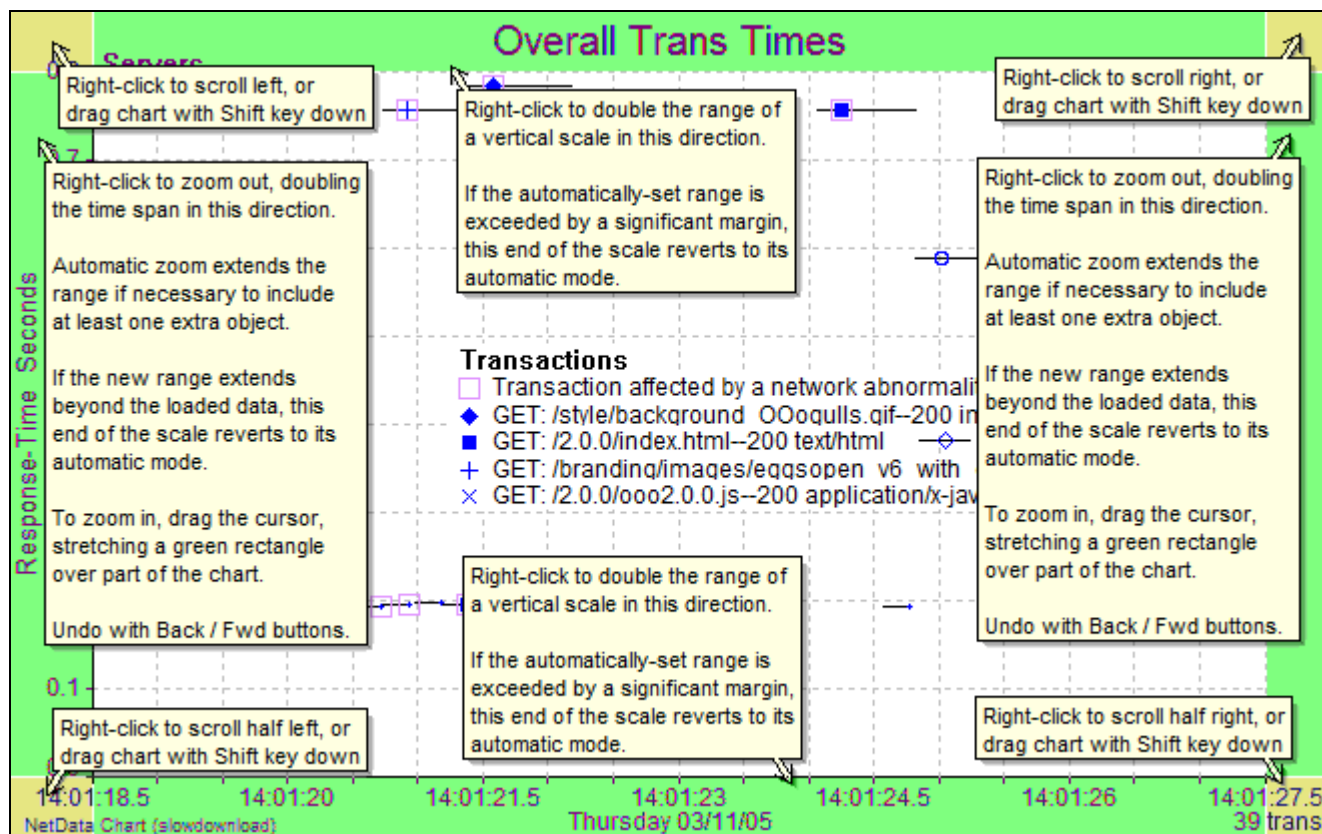 Overall Trans Times
Servers
Right-click to scroll left, or
drag chart with Shift key down
Right-click to scroll right, or
drag chart with Shift key down
Right-click to double the range of
a vertical scale in this direction.
If the automatically-set range is
exceeded by a significant margin,
this end of the scale reverts to its
automatic mode.
0.7
Right-click to zoom out, doubling
the time span in this direction.
Automatic zoom extends the
range if necessary to include
at least one extra object.
If the new range extends
beyond the loaded data, this
end of the scale reverts to its
automatic mode.
To zoom in, drag the cursor,
stretching a green rectangle
over part of the chart.
Undo with Back / Fwd buttons.
Right-click to zoom out, doubling
the time span in this direction.
Automatic zoom extends the
range if necessary to include
at least one extra object.
If the new range extends
beyond the loaded data, this
end of the scale reverts to its
automatic mode.
To zoom in, drag the cursor,
stretching a green rectangle
over part of the chart.
Undo with Back / Fwd buttons.
Response-Time Seconds
Transactions
Transaction affected by a network abnormali
GET: /style/background_OOogulls.gif--200 in
GET: /2.0.0/index.html--200 text/html
GET: /branding/images/eggsopen_v6_with_
GET: /2.0.0/ooo2.0.0.js--200 application/x-jav
Right-click to double the range of
a vertical scale in this direction.
If the automatically-set range is
exceeded by a significant margin,
this end of the scale reverts to its
automatic mode.
0.1
Right-click to scroll half left, or
drag chart with Shift key down
Right-click to scroll half right, or
drag chart with Shift key down
14:01:18.5 14:01:20 14:01:21.5 14:01:23 14:01:24.5 14:01:26 14:01:27.5
NetData Chart (slowdownload) Thursday 03/11/05 39 trans